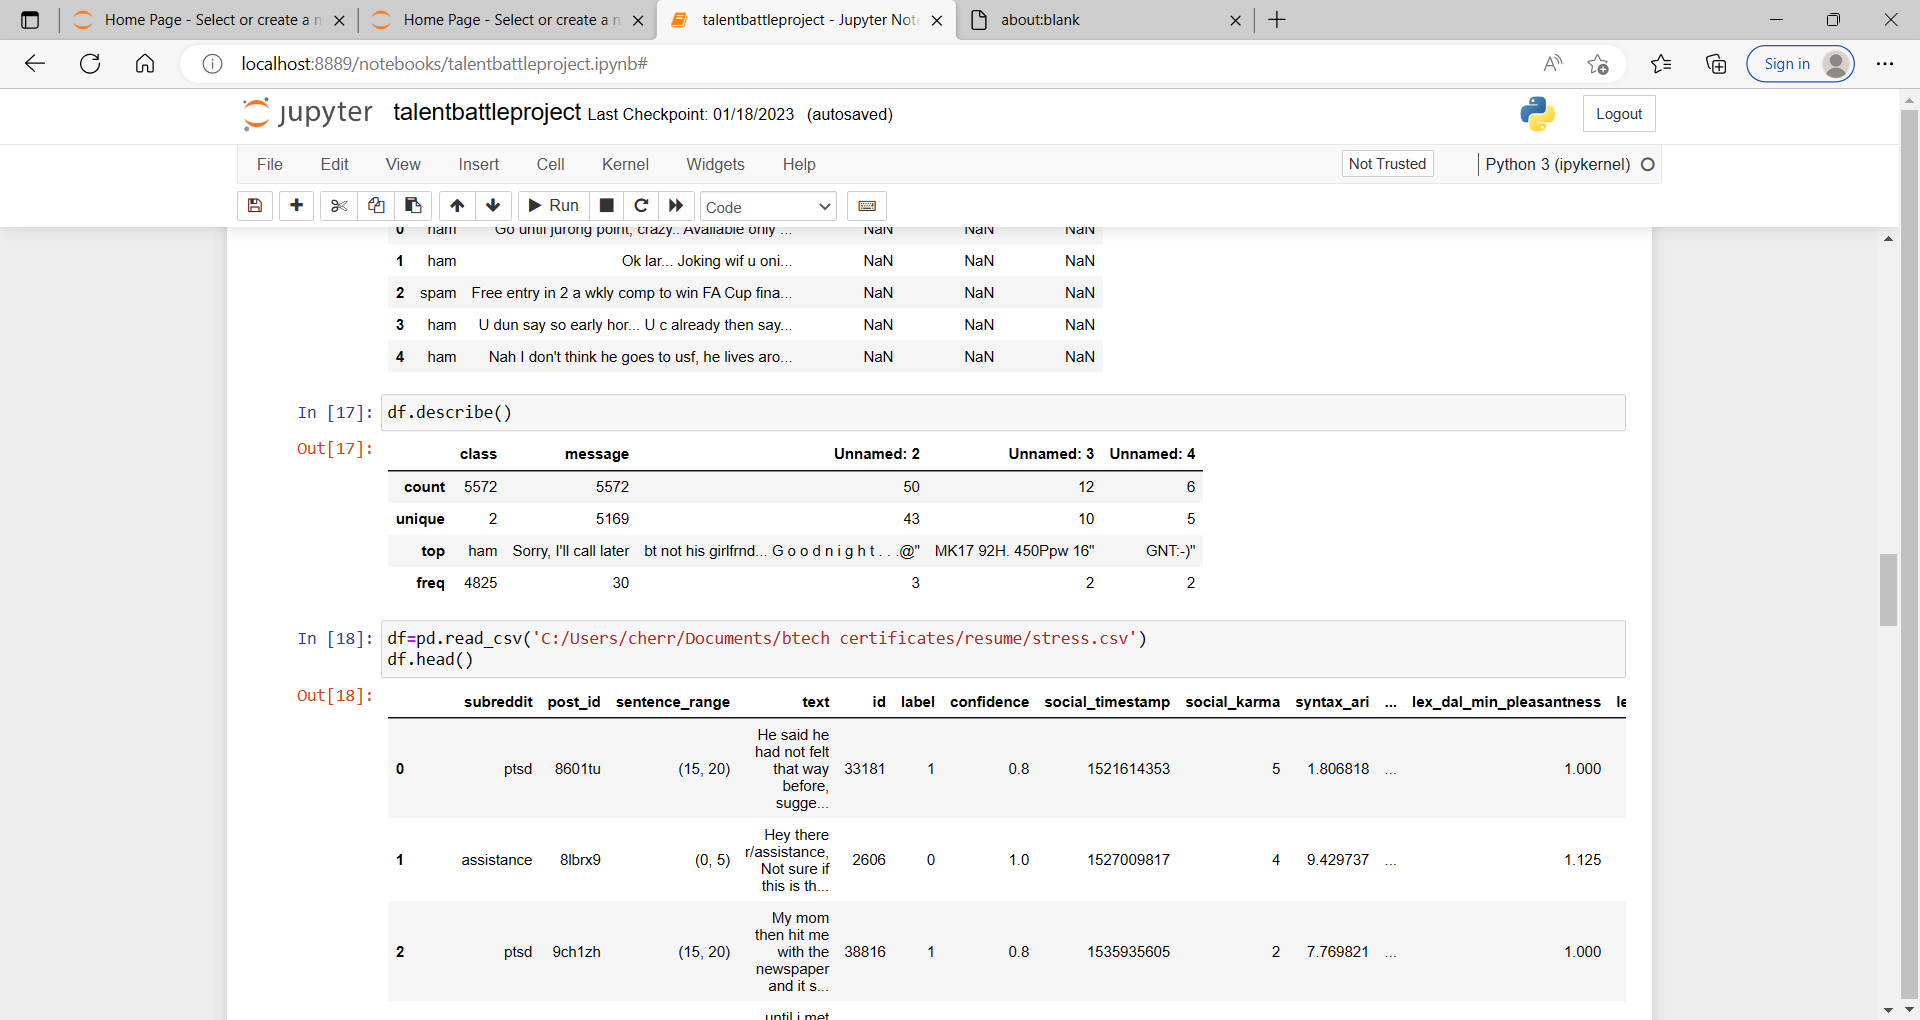 Home Page - Select or create a n
Home Page - Select or create a n
talentbattleproject - Jupyter Note
about:blank
localhost:8889/notebooks/talentbattleproject.ipynb#
Sign in
jupyter talentbattleproject Last Checkpoint: 01/18/2023 (autosaved)
Logout
File Edit View Insert Cell Kernel Widgets Help
Not Trusted
Python 3 (ipykernel)
Run
Code
0 ham Go until jurong point, crazy.. Available only ... NaN NaN NaN
1 ham Ok lar... Joking wif u oni... NaN NaN NaN
2 spam Free entry in 2 a wkly comp to win FA Cup fina... NaN NaN NaN
3 ham U dun say so early hor... U c already then say... NaN NaN NaN
4 ham Nah I don't think he goes to usf, he lives aro... NaN NaN NaN
In [17]: df.describe()
Out[17]:
class message Unnamed: 2 Unnamed: 3 Unnamed: 4
count 5572 5572 50 12 6
unique 2 5169 43 10 5
top ham Sorry, I'll call later bt not his girlfrnd... G o o d n i g h t . . .@" MK17 92H. 450Ppw 16" GNT:-)"
freq 4825 30 3 2 2
In [18]: df=pd.read_csv('C:/Users/cherr/Documents/btech certificates/resume/stress.csv')
df.head()
Out[18]:
subreddit post_id sentence_range text id label confidence social_timestamp social_karma syntax_ari ... lex_dal_min_pleasantness le
He said he
had not felt
0 ptsd 8601tu (15, 20) that way 33181 1 0.8 1521614353 5 1.806818 ... 1.000
before,
sugge...
Hey there
r/assistance,
1 assistance 8lbrx9 (0, 5) Not sure if 2606 0 1.0 1527009817 4 9.429737 ... 1.125
this is th...
My mom
then hit me
2 ptsd 9ch1zh (15, 20) with the 38816 1 0.8 1535935605 2 7.769821 ... 1.000
newspaper
and it s...
until i met